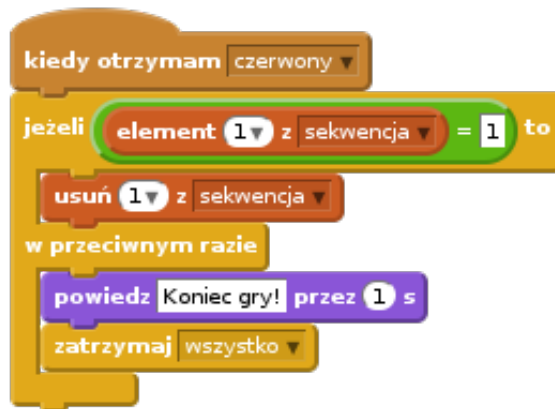 kiedy otrzymam czerwony
jeżeli element 1 z sekwencja = 1 to
usuń 1 z sekwencja
w przeciwnym razie
powiedz Koniec gry! przez 1 s
zatrzymaj wszystko